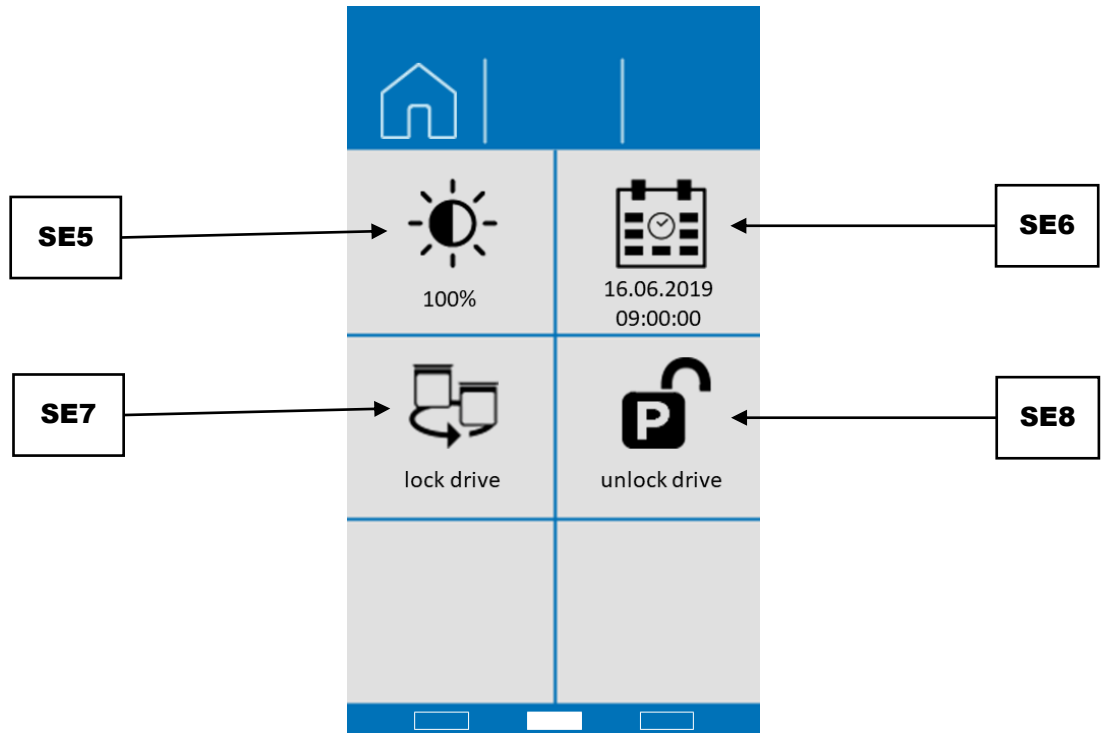 SE5
SE6
100%
16.06.2019
09:00:00
SE7
SE8
P
lock drive
unlock drive